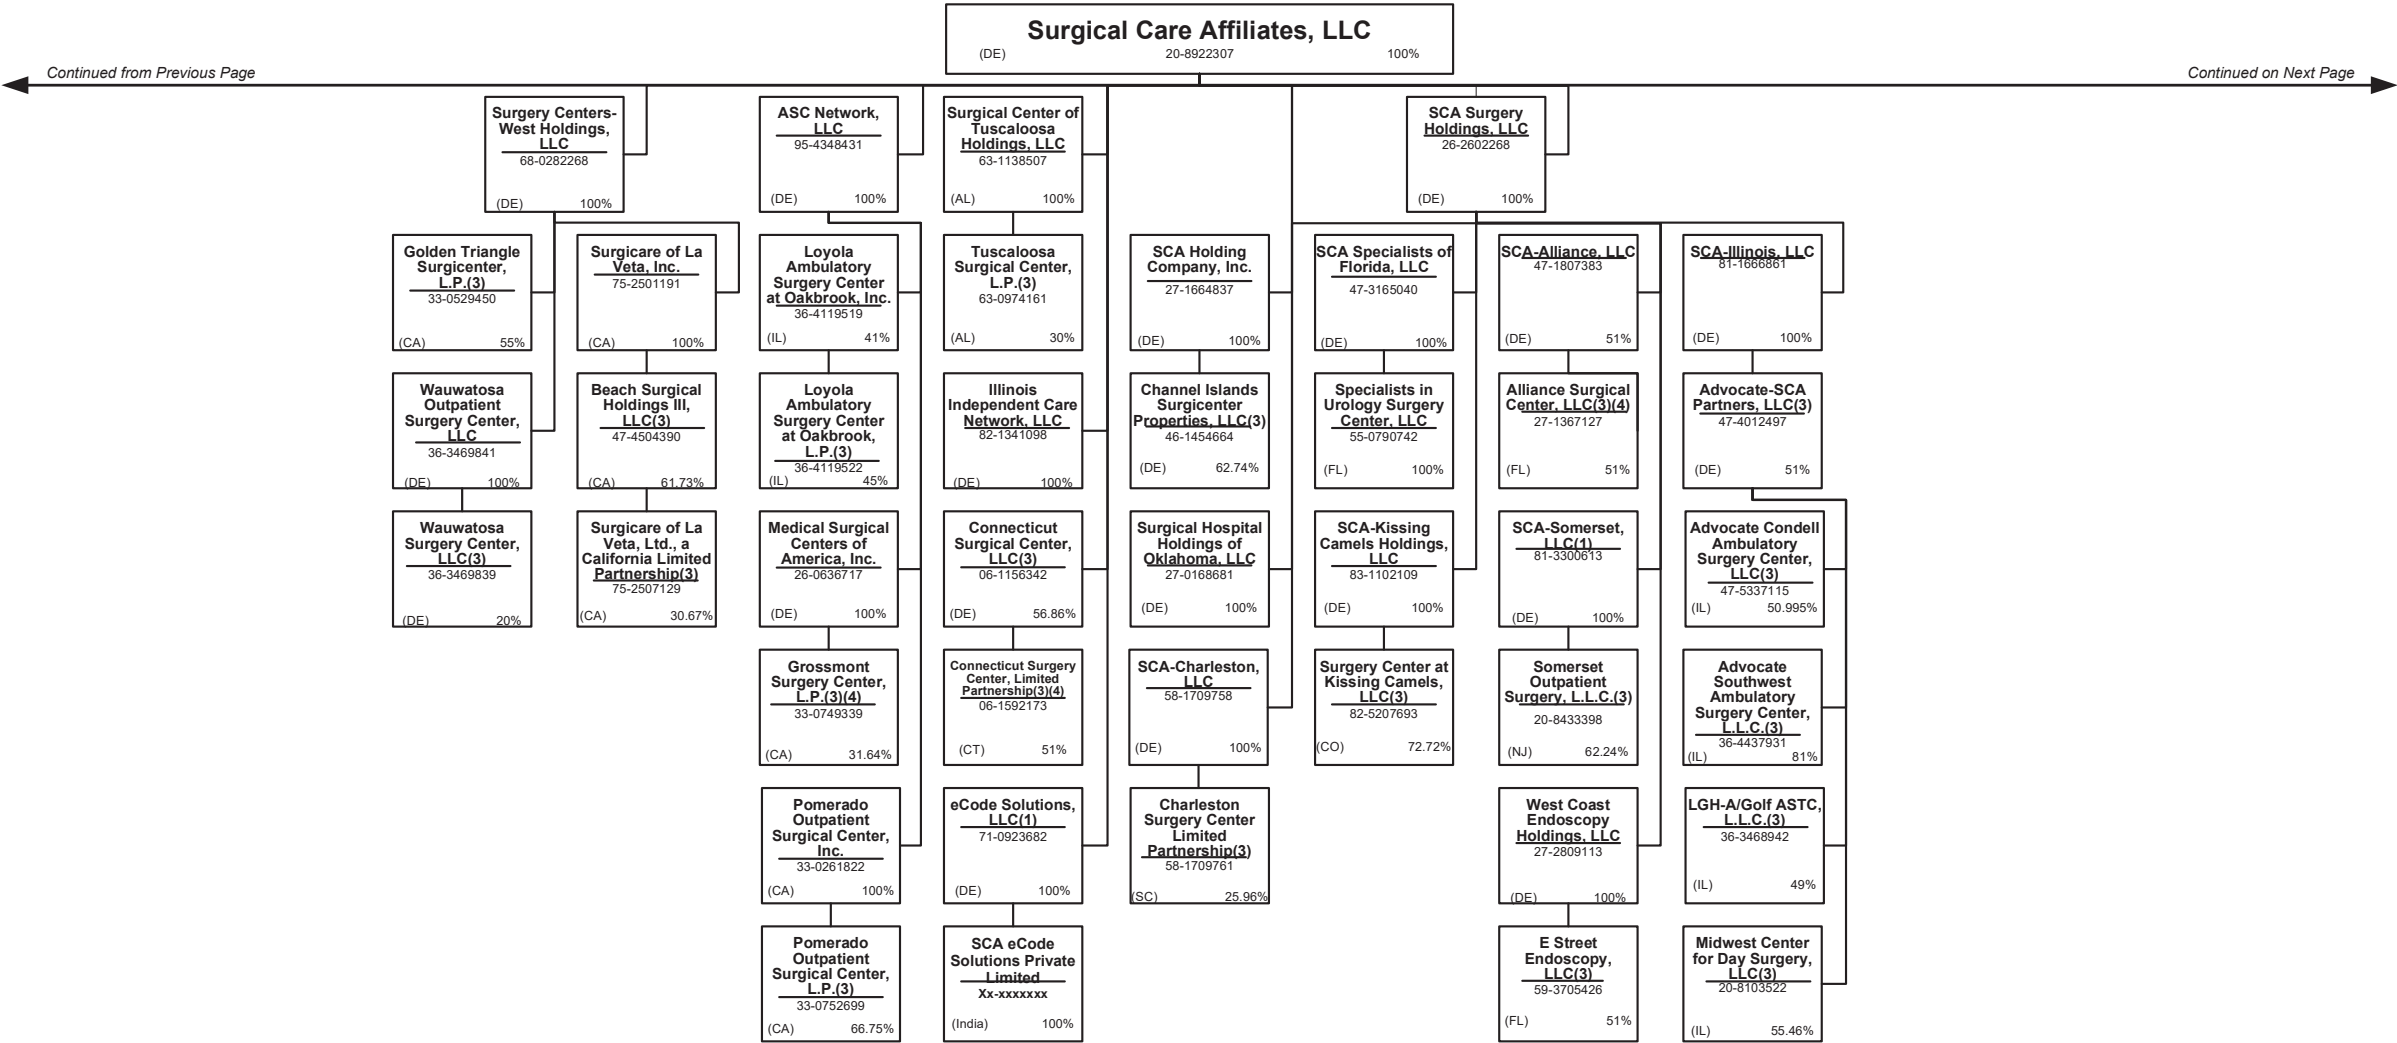 Surgical Care Affiliates, LLC
(DE) 20-8922307 100%
Continued from Previous Page
Continued on Next Page
Surgery Centers-
West Holdings,
LLC
68-0282268
(DE) 100%
ASC Network,
LLC
95-4348431
(DE) 100%
Surgical Center of
Tuscaloosa
Holdings, LLC
63-1138507
(AL) 100%
SCA Surgery
Holdings, LLC
26-2602268
(DE) 100%
Golden Triangle
Surgicenter,
L.P.(3)
33-0529450
(CA) 55%
Surgicare of La
Veta, Inc.
75-2501191
(CA) 100%
Loyola
Ambulatory
Surgery Center
at Oakbrook, Inc.
36-4119519
(IL) 41%
Tuscaloosa
Surgical Center,
L.P.(3)
63-0974161
(AL) 30%
SCA Holding
Company, Inc.
27-1664837
(DE) 100%
SCA Specialists of
Florida, LLC
47-3165040
(DE) 100%
SCA-Alliance, LLC
47-1807383
(DE) 51%
SCA-Illinois, LLC
81-1666861
(DE) 100%
Wauwatosa
Outpatient
Surgery Center,
LLC
36-3469841
(DE) 100%
Beach Surgical
Holdings III,
LLC(3)
47-4504390
(CA) 61.73%
Loyola
Ambulatory
Surgery Center
at Oakbrook,
L.P.(3)
36-4119522
(IL) 45%
Illinois
Independent Care
Network, LLC
82-1341098
(DE) 100%
Channel Islands
Surgicenter
Properties, LLC(3)
46-1454664
(DE) 62.74%
Specialists in
Urology Surgery
Center, LLC
55-0790742
(FL) 100%
Alliance Surgical
Center, LLC(3)(4)
27-1367127
(FL) 51%
Advocate-SCA
Partners, LLC(3)
47-4012497
(DE) 51%
Wauwatosa
Surgery Center,
LLC(3)
36-3469839
(DE) 20%
Surgicare of La
Veta, Ltd., a
California Limited
Partnership(3)
75-2507129
(CA) 30.67%
Medical Surgical
Centers of
America, Inc.
26-0636717
(DE) 100%
Connecticut
Surgical Center,
LLC(3)
06-1156342
(DE) 56.86%
Surgical Hospital
Holdings of
Oklahoma, LLC
27-0168681
(DE) 100%
SCA-Kissing
Camels Holdings,
LLC
83-1102109
(DE) 100%
SCA-Somerset,
LLC(1)
81-3300613
(DE) 100%
Advocate Condell
Ambulatory
Surgery Center,
LLC(3)
47-5337115
(IL) 50.995%
Grossmont
Surgery Center,
L.P.(3)(4)
33-0749339
(CA) 31.64%
Connecticut Surgery
Center, Limited
Partnership(3)(4)
06-1592173
(CT) 51%
SCA-Charleston,
LLC
58-1709758
(DE) 100%
Surgery Center at
Kissing Camels,
LLC(3)
82-5207693
(CO) 72.72%
Somerset
Outpatient
Surgery, L.L.C.(3)
20-8433398
(NJ) 62.24%
Advocate
Southwest
Ambulatory
Surgery Center,
L.L.C.(3)
36-4437931
(IL) 81%
Pomerado
Outpatient
Surgical Center,
Inc.
33-0261822
(CA) 100%
eCode Solutions,
LLC(1)
71-0923682
(DE) 100%
Charleston
Surgery Center
Limited
Partnership(3)
58-1709761
(SC) 25.96%
West Coast
Endoscopy
Holdings, LLC
27-2809113
(DE) 100%
LGH-A/Golf ASTC,
L.L.C.(3)
36-3468942
(IL) 49%
Pomerado
Outpatient
Surgical Center,
L.P.(3)
33-0752699
(CA) 66.75%
SCA eCode
Solutions Private
Limited
Xx-xxxxxxx
(India) 100%
E Street
Endoscopy,
LLC(3)
59-3705426
(FL) 51%
Midwest Center
for Day Surgery,
LLC(3)
20-8103522
(IL) 55.46%